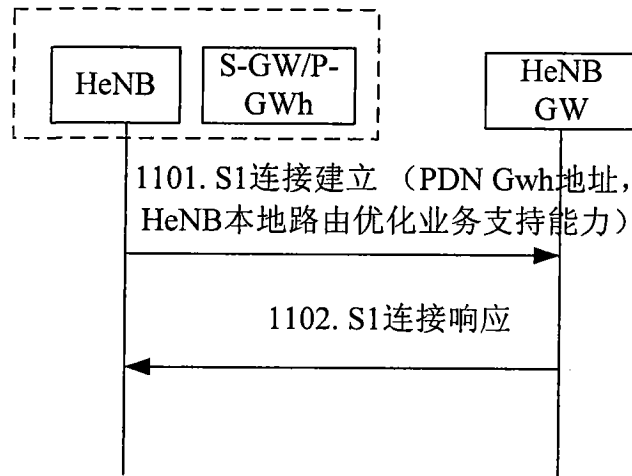 HeNB
S-GW/P-
GWh
HeNB
GW
1101. S1连接建立 （PDN Gwh地址，
HeNB本地路由优化业务支持能力）
1102. S1连接响应